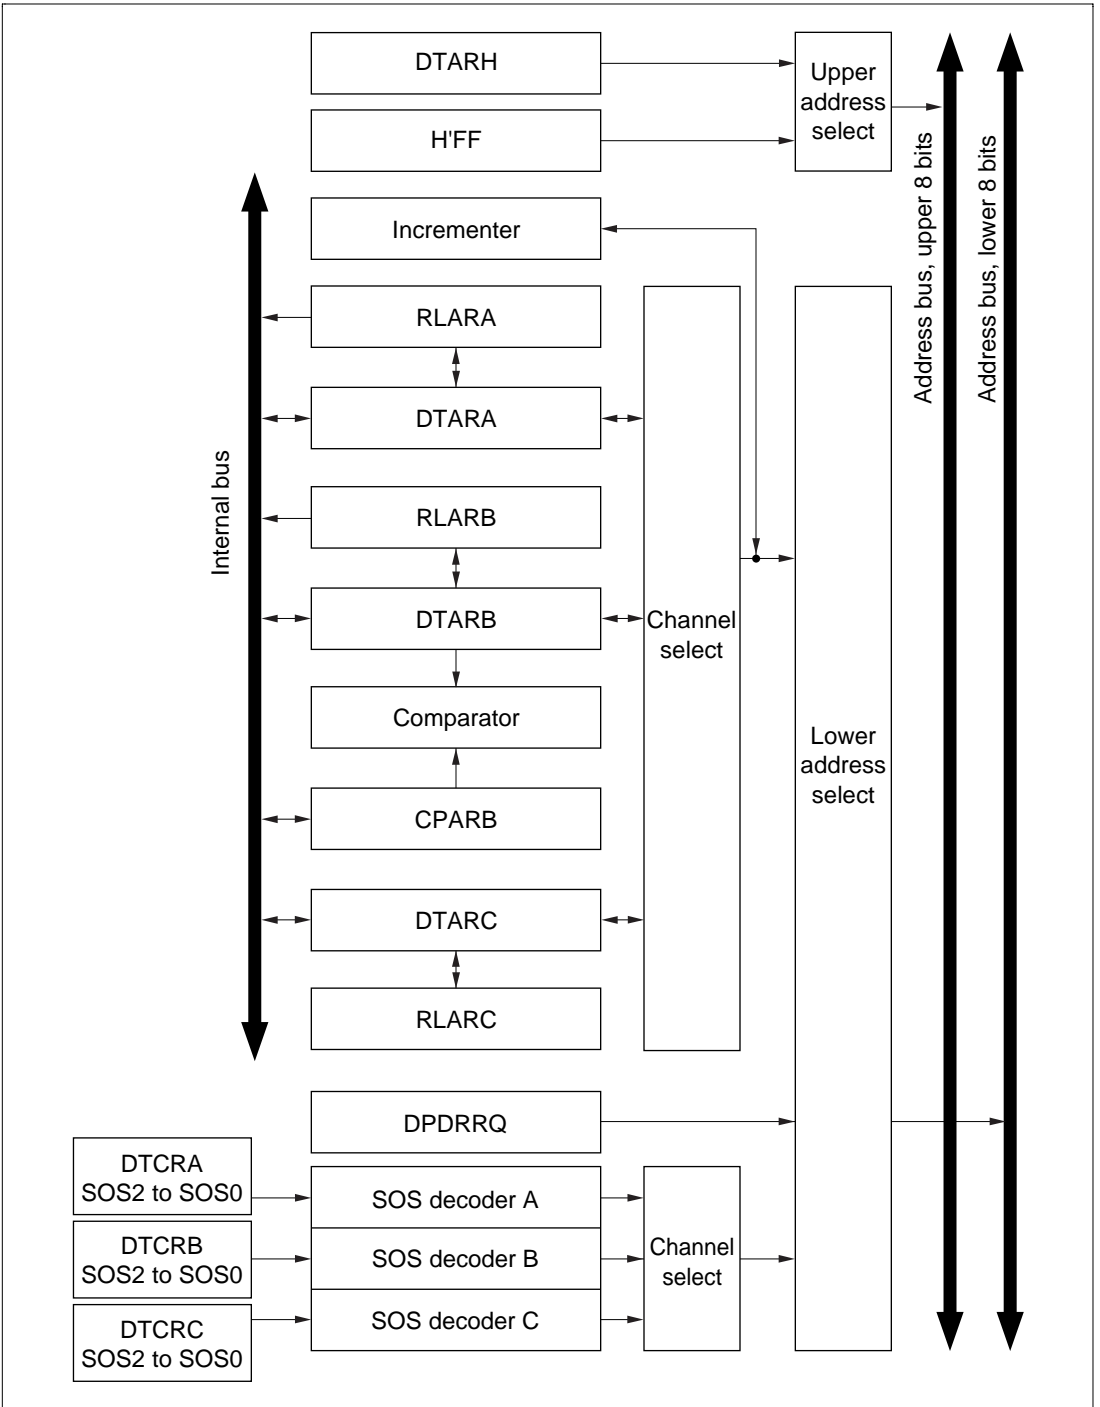 DTARH
Upper
address
select
H'FF
Incrementer
RLARA
DTARA
RLARB
DTARB
Comparator
CPARB
DTARC
RLARC
Internal bus
Channel
select
Lower
address
select
Address bus, upper 8 bits
Address bus, lower 8 bits
DPDRRQ
DTCRA
SOS2 to SOS0
SOS decoder A
DTCRB
SOS2 to SOS0
SOS decoder B
Channel
select
DTCRC
SOS2 to SOS0
SOS decoder C